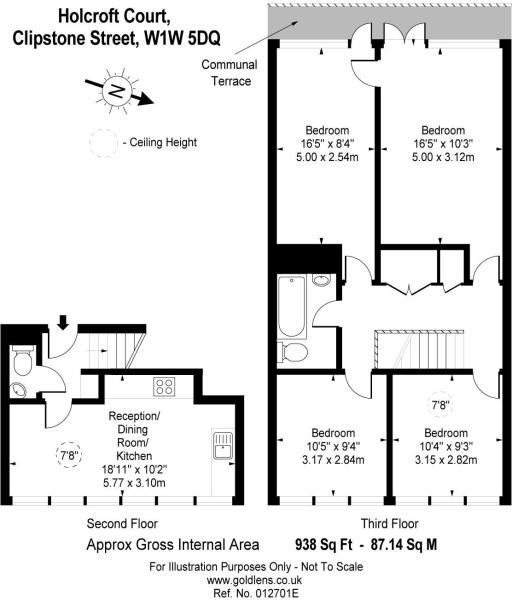 Holcroft Court,
Clipstone Street, W1W 5DQ
N
- Ceiling Height
Communal
Terrace
Bedroom
16'5" x 8'4"
5.00 x 2.54m
Bedroom
16'5" x 10'3"
5.00 x 3.12m
Reception/
Dining
Room/
Kitchen
18'11" x 10'2"
5.77 x 3.10m
7'8"
Bedroom
10'5" x 9'4"
3.17 x 2.84m
7'8"
Bedroom
10'4" x 9'3"
3.15 x 2.82m
Second Floor
Third Floor
Approx Gross Internal Area 938 Sq Ft - 87.14 Sq M
For Illustration Purposes Only - Not To Scale
www.goldlens.co.uk
Ref. No. 012701E